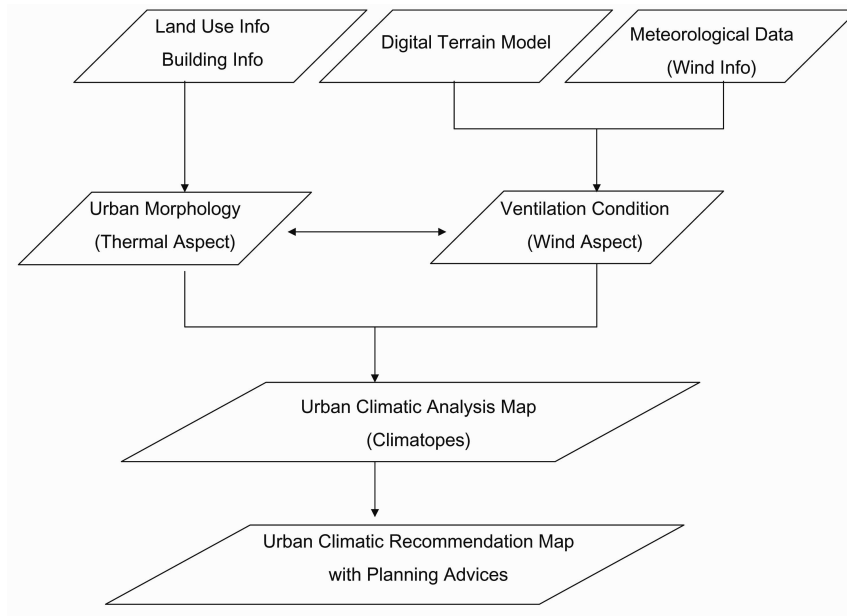 Land Use Info
Building Info
Digital Terrain Model
Meteorological Data
(Wind Info)
Urban Morphology
(Thermal Aspect)
Ventilation Condition
(Wind Aspect)
Urban Climatic Analysis Map
(Climatopes)
Urban Climatic Recommendation Map
with Planning Advices